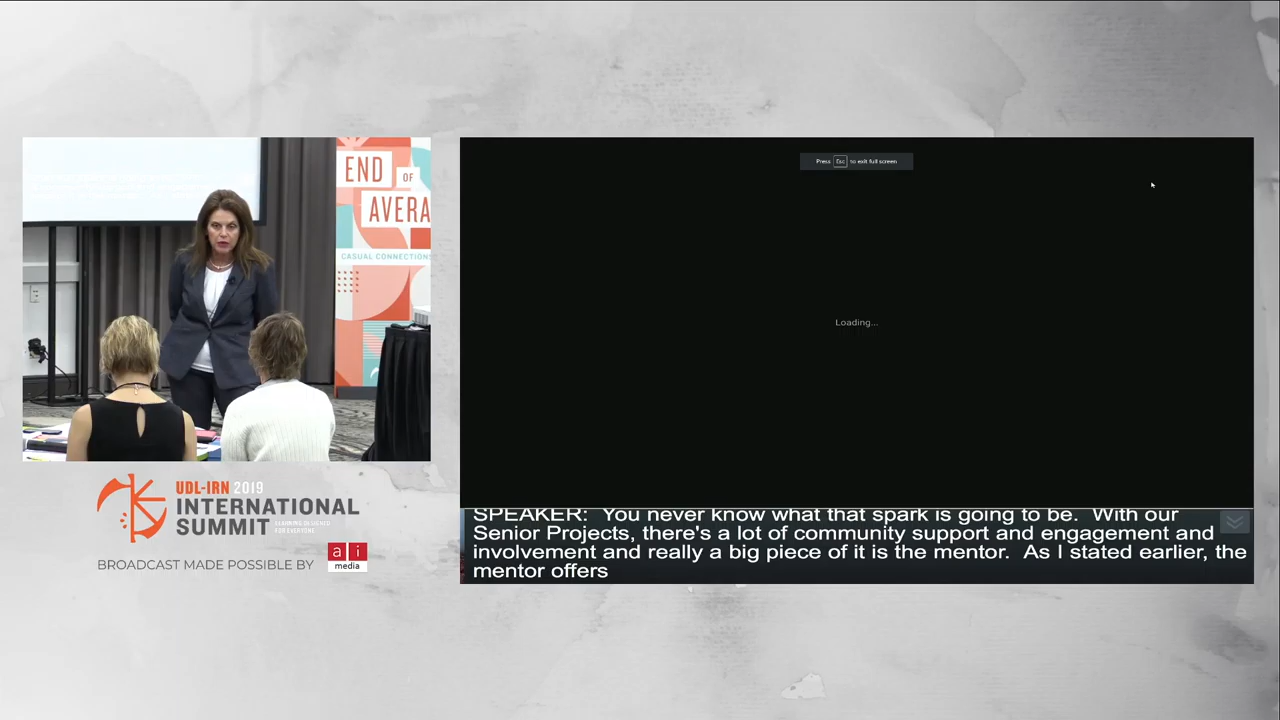 END
OF
AVERA
CASUAL CONNECTION
Press Esc to exit full screen
Loading...
SPEAKER:  You never know what that spark is going to be.  With our
Senior Projects, there's a lot of community support and engagement and
involvement and really a big piece of it is the mentor.  As I stated earlier, the
mentor offers
UDL-IRN 2019
INTERNATIONAL
SUMMIT
LEARNING DESIGNED
FOR EVERYONE
BROADCAST MADE POSSIBLE BY
ai
media